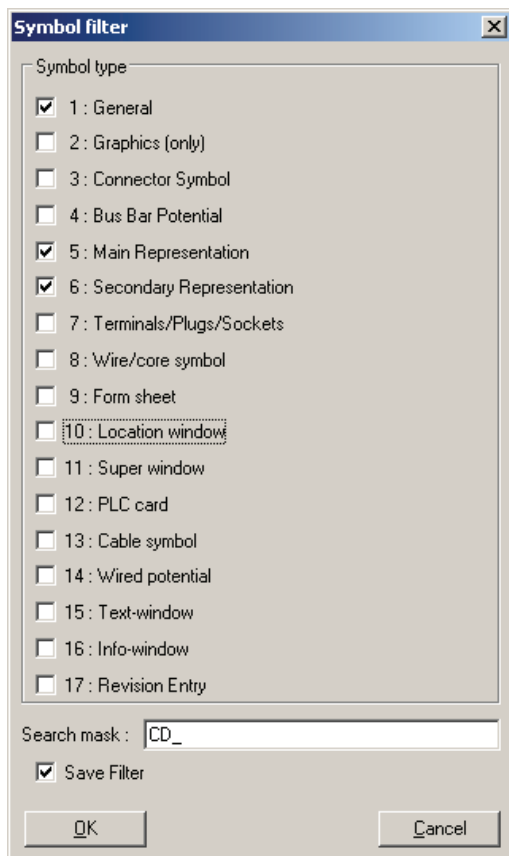 Symbol filter
Symbol type
1 : General
2 : Graphics (only)
3 : Connector Symbol
4 : Bus Bar Potential
5 : Main Representation
6 : Secondary Representation
7 : Terminals/Plugs/Sockets
8 : Wire/core symbol
9 : Form sheet
10 : Location window
11 : Super window
12 : PLC card
13 : Cable symbol
14 : Wired potential
15 : Text-window
16 : Info-window
17 : Revision Entry
Search mask : CD_
Save Filter
OK Cancel